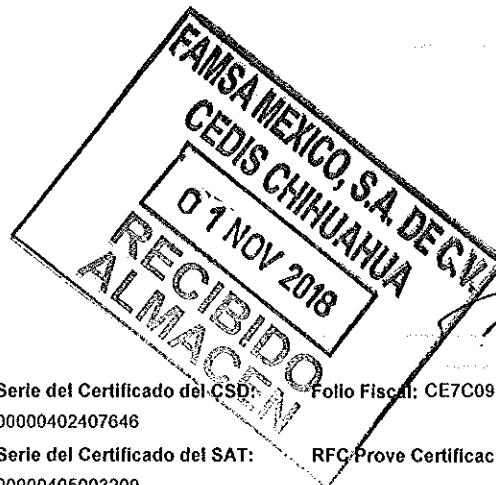 FAMSA MEXICO, S.A. DE C.V.
CEDIS CHIHUAHUA
01 NOV 2018
RECIBIDO
ALMACEN
Serie del Certificado del CSD:
Folio Fiscal: CE7C09
00000402407646
Serie del Certificado del SAT:
RFC Prove Certificac
00000405003209